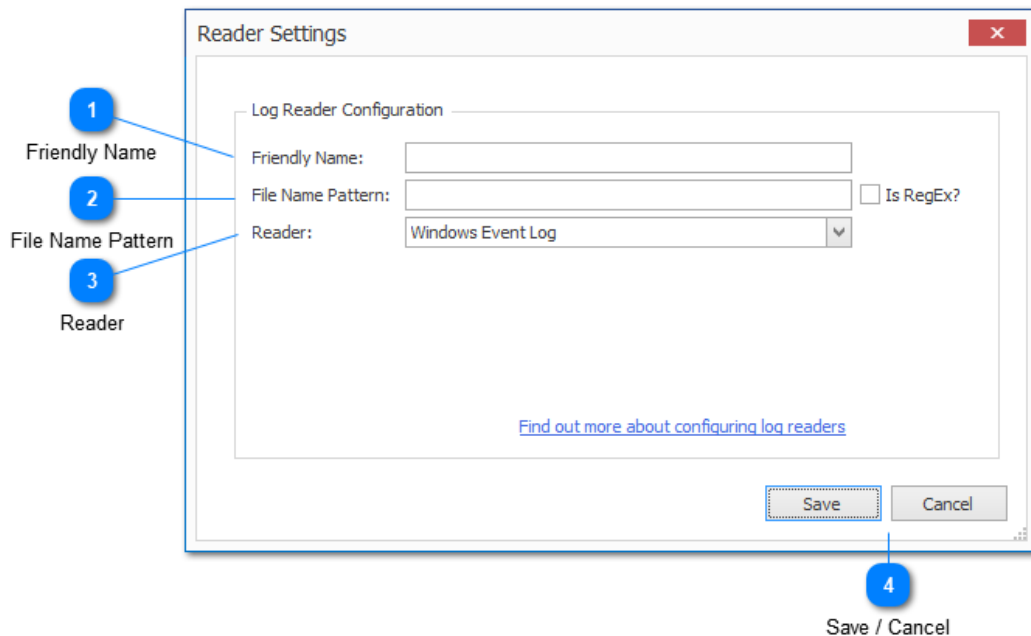 Reader Settings
Log Reader Configuration
1
Friendly Name
Friendly Name:
2
File Name Pattern
File Name Pattern:
Is RegEx?
3
Reader
Reader:
Windows Event Log
Find out more about configuring log readers
Save
Cancel
4
Save / Cancel